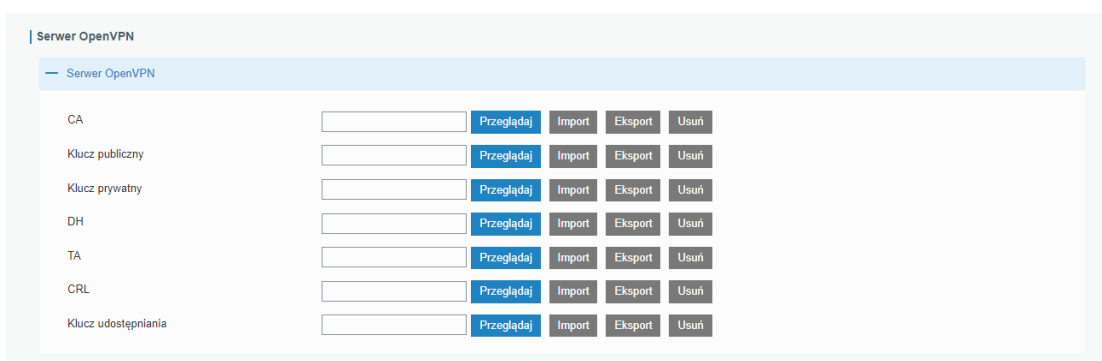 Serwer OpenVPN
Serwer OpenVPN
CA Przeglądaj Import Eksport Usuń
Klucz publiczny Przeglądaj Import Eksport Usuń
Klucz prywatny Przeglądaj Import Eksport Usuń
DH Przeglądaj Import Eksport Usuń
TA Przeglądaj Import Eksport Usuń
CRL Przeglądaj Import Eksport Usuń
Klucz udostępniania Przeglądaj Import Eksport Usuń